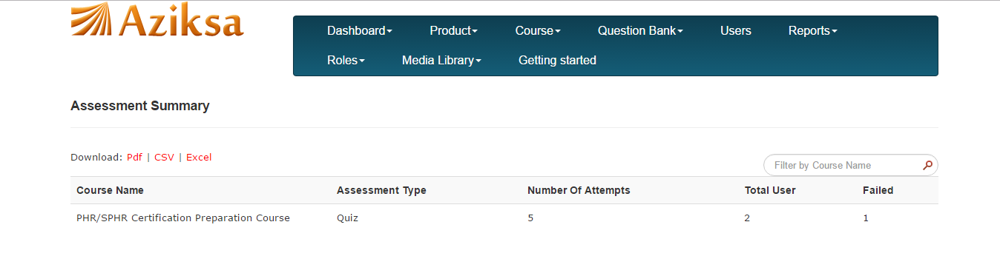 Aziksa
Dashboard Product Course Question Bank Users Reports
Roles Media Library Getting started
Assessment Summary
Download: Pdf | CSV | Excel
Filter by Course Name
Course Name Assessment Type Number Of Attempts Total User Failed
PHR/SPHR Certification Preparation Course Quiz 5 2 1